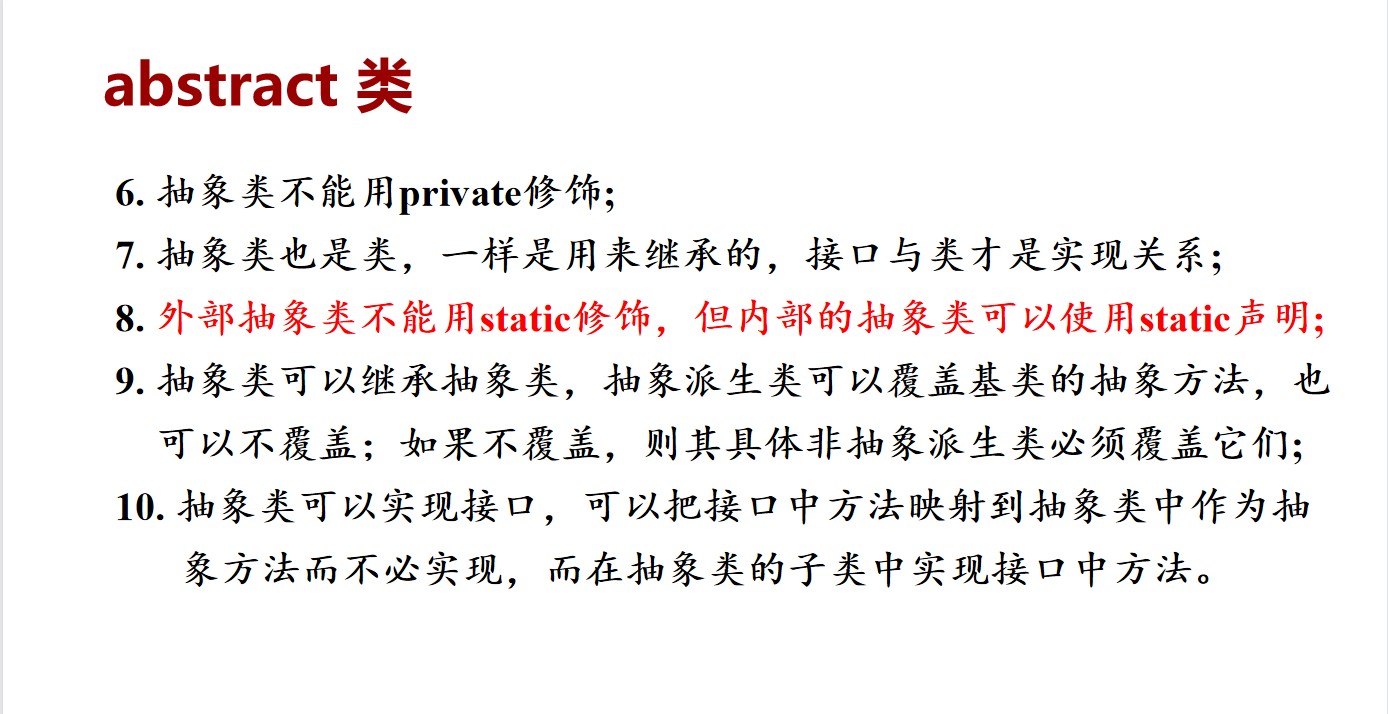 abstract 类
6. 抽象类不能用private修饰;
7. 抽象类也是类，一样是用来继承的，接口与类才是实现关系；
8. 外部抽象类不能用static修饰，但内部的抽象类可以使用static声明;
9. 抽象类可以继承抽象类，抽象派生类可以覆盖基类的抽象方法，也
可以不覆盖；如果不覆盖，则其具体非抽象派生类必须覆盖它们;
10. 抽象类可以实现接口，可以把接口中方法映射到抽象类中作为抽
象方法而不必实现，而在抽象类的子类中实现接口中方法。